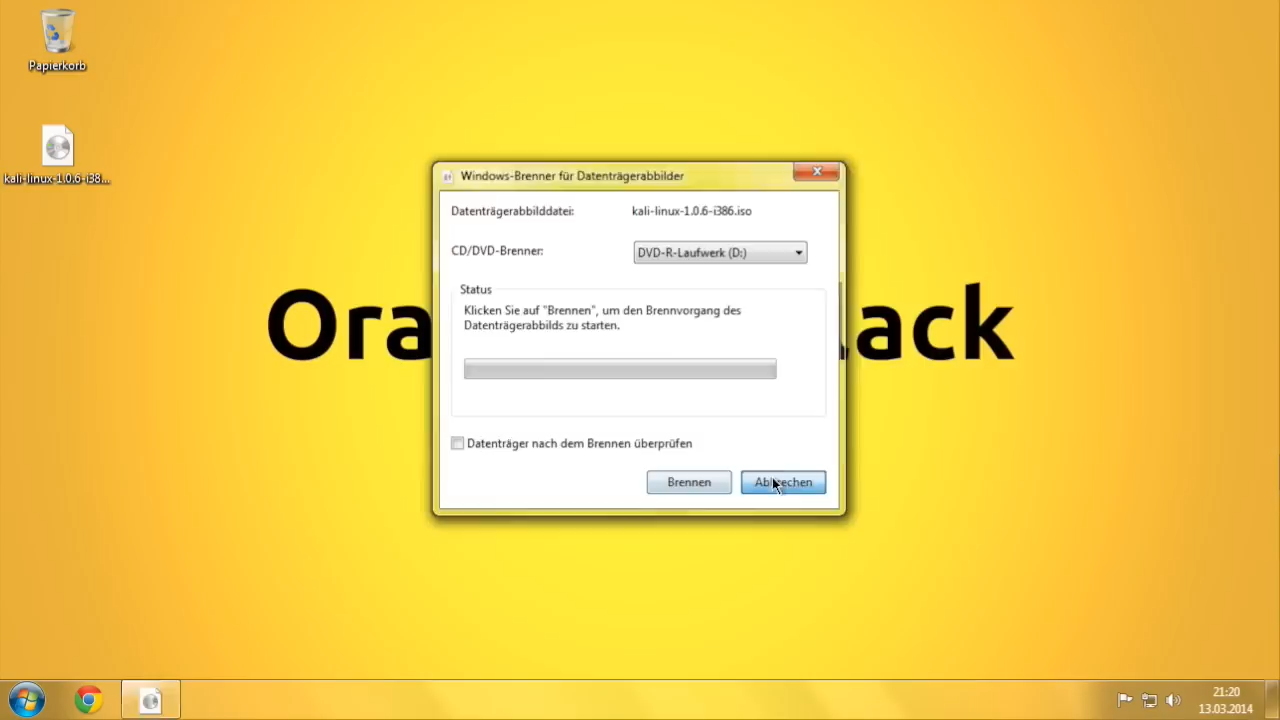 Papierkorb
kali-linux-1.0.6-i38...
Windows-Brenner für Datenträgerabbilder
Datenträgerabbilddatei: kali-linux-1.0.6-i386.iso
CD/DVD-Brenner: DVD-R-Laufwerk (D:)
Status
Klicken Sie auf "Brennen", um den Brennvorgang des
Datenträgerabbilds zu starten.
Ora ack
Datenträger nach dem Brennen überprüfen
Brennen Abbrechen
21:20
13.03.2014